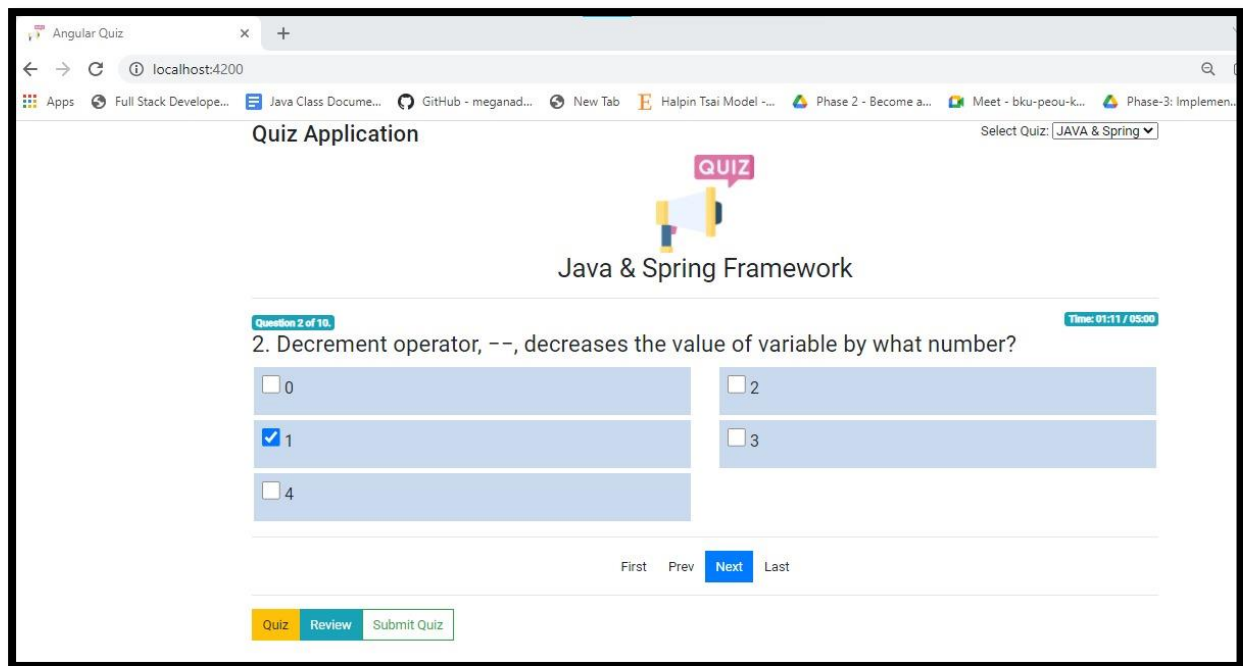 Angular Quiz
localhost:4200
Apps Full Stack Develope... Java Class Docume... GitHub - meganad... New Tab Halpin Tsai Model -... Phase 2 - Become a... Meet - bku-peou-k... Phase-3: Implemen...
Quiz Application Select Quiz: JAVA & Spring
QUIZ
Java & Spring Framework
Question 2 of 10. Time: 01:11 / 05:00
2. Decrement operator, −−, decreases the value of variable by what number?
0 2
1 3
4
First Prev Next Last
Quiz Review Submit Quiz